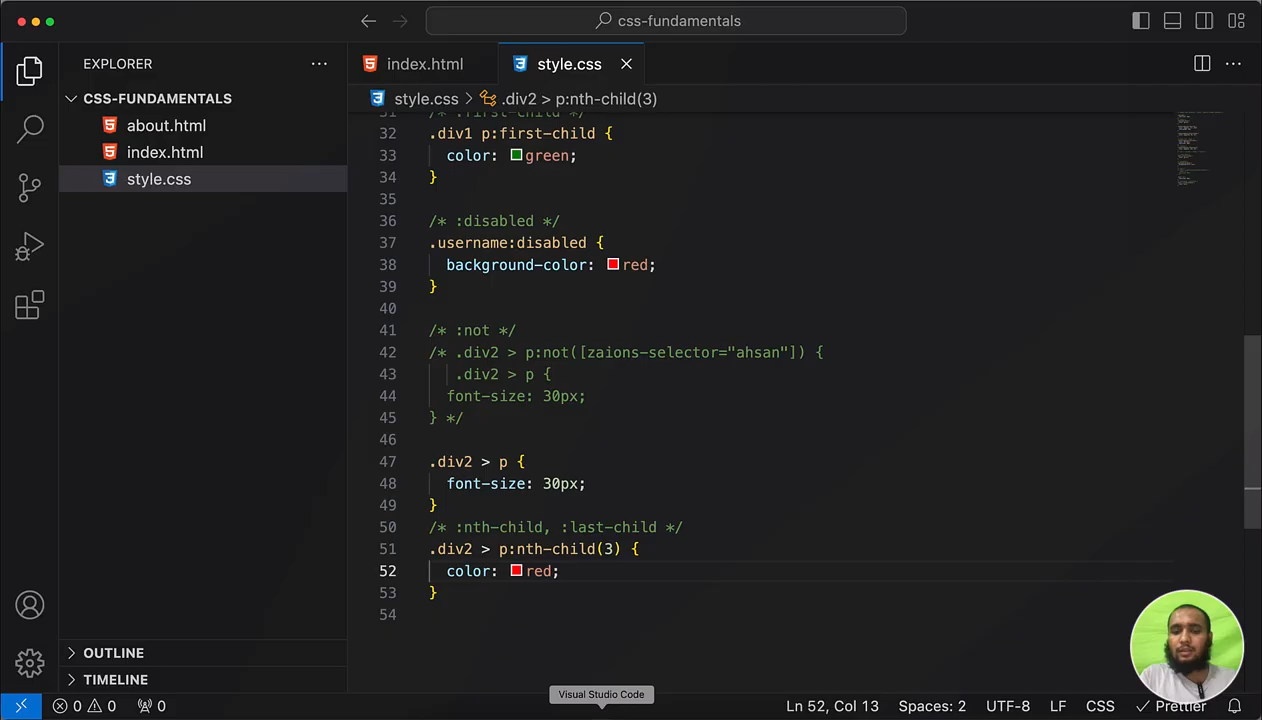 css-fundamentals
EXPLORER
CSS-FUNDAMENTALS
about.html
index.html
style.css
OUTLINE
TIMELINE
index.html
style.css
style.css > .div2 > p:nth-child(3)
31 /* :first-child */
32 .div1 p:first-child {
33 color: green;
34 }
35
36 /* :disabled */
37 .username:disabled {
38 background-color: red;
39 }
40
41 /* :not */
42 /* .div2 > p:not([zaions-selector="ahsan"]) {
43 .div2 > p {
44 font-size: 30px;
45 } */
46
47 .div2 > p {
48 font-size: 30px;
49 }
50 /* :nth-child, :last-child */
51 .div2 > p:nth-child(3) {
52 color: red;
53 }
54
Visual Studio Code
0 0 0 Ln 52, Col 13 Spaces: 2 UTF-8 LF CSS Prettier